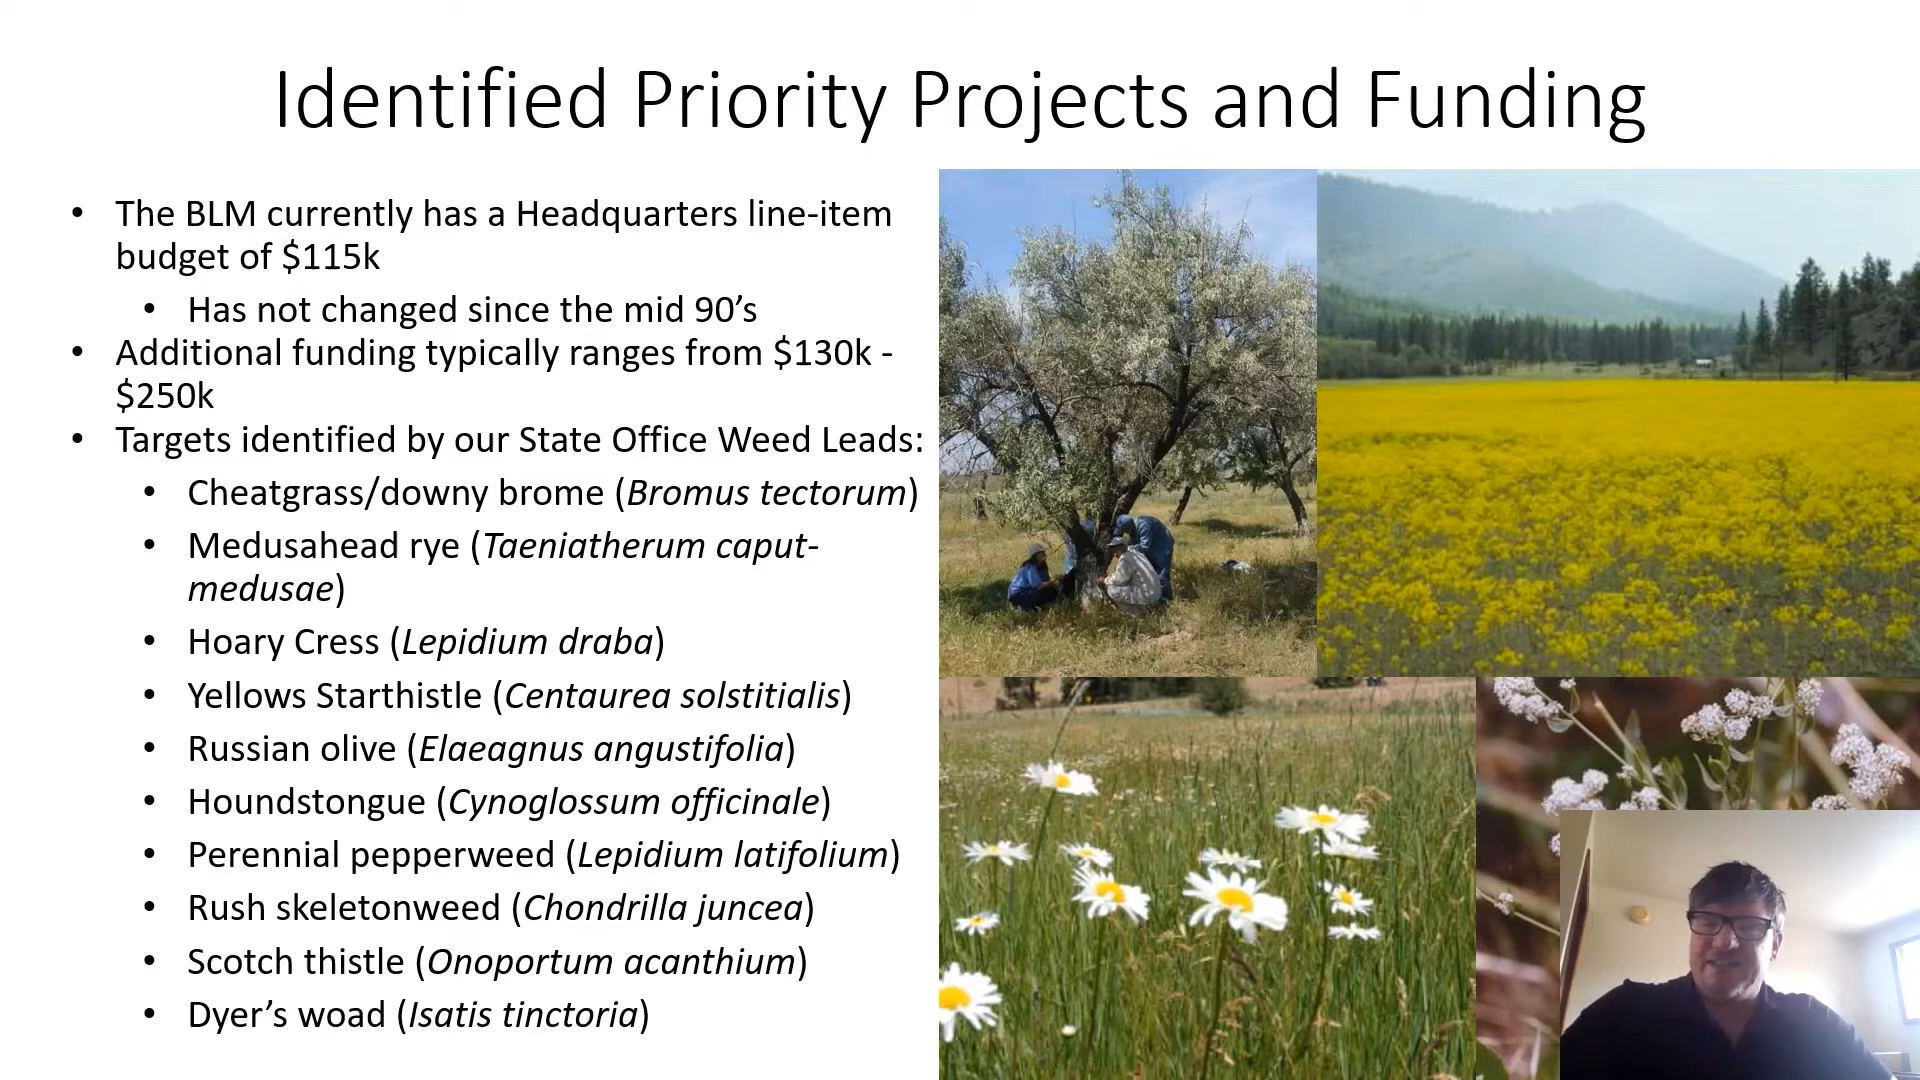 Identified Priority Projects and Funding
• The BLM currently has a Headquarters line-item
budget of $115k
• Has not changed since the mid 90’s
• Additional funding typically ranges from $130k -
$250k
• Targets identified by our State Office Weed Leads:
• Cheatgrass/downy brome (Bromus tectorum)
• Medusahead rye (Taeniatherum caput-
medusae)
• Hoary Cress (Lepidium draba)
• Yellows Starthistle (Centaurea solstitialis)
• Russian olive (Elaeagnus angustifolia)
• Houndstongue (Cynoglossum officinale)
• Perennial pepperweed (Lepidium latifolium)
• Rush skeletonweed (Chondrilla juncea)
• Scotch thistle (Onoportum acanthium)
• Dyer’s woad (Isatis tinctoria)